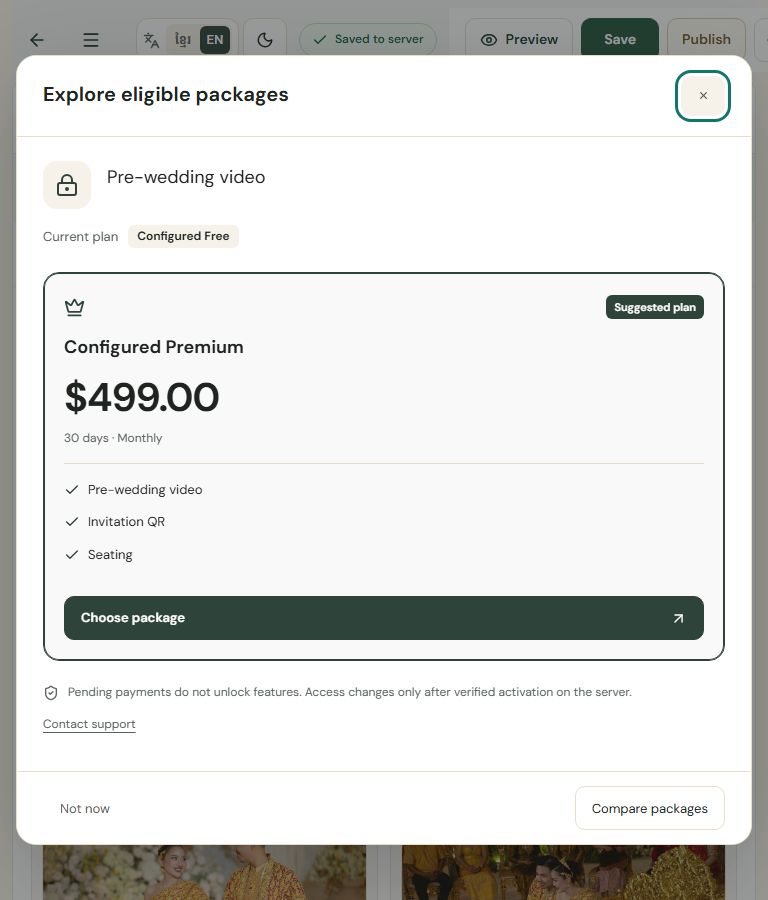 ខ្មែរ EN
Saved to server
Preview
Save
Publish
Explore eligible packages
Pre-wedding video
Current plan Configured Free
Suggested plan
Configured Premium
$499.00
30 days · Monthly
Pre-wedding video
Invitation QR
Seating
Choose package
Pending payments do not unlock features. Access changes only after verified activation on the server.
Contact support
Not now
Compare packages